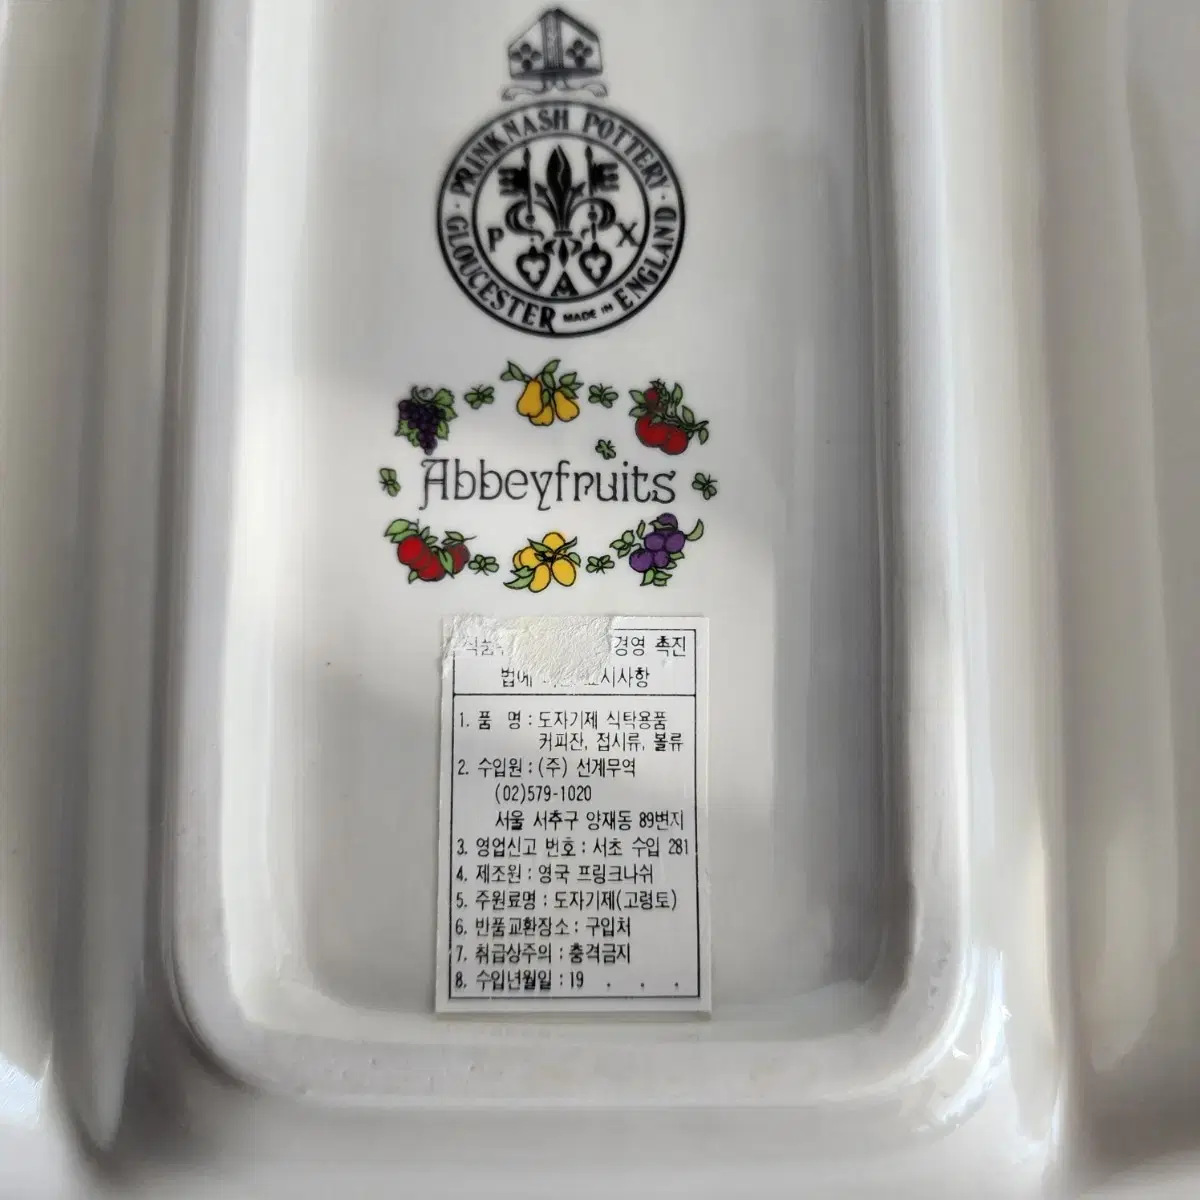 PRINKNASH POTTERY
GLOUCESTER MADE IN ENGLAND
P X
A
Abbeyfruits
경영 촉진
시사항
1. 품 명 : 도자기제 식탁용품
커피잔, 접시류, 볼류
2. 수입원 : (주) 선계무역
(02)579-1020
서울 서추구 양재동 89번지
3. 영업신고 번호 : 서초 수입 281
4. 제조원 : 영국 프링크나쉬
5. 주원료명 : 도자기제(고령토)
6. 반품교환장소 : 구입처
7. 취급상주의 : 충격금지
8. 수입년월일 : 19 . . .